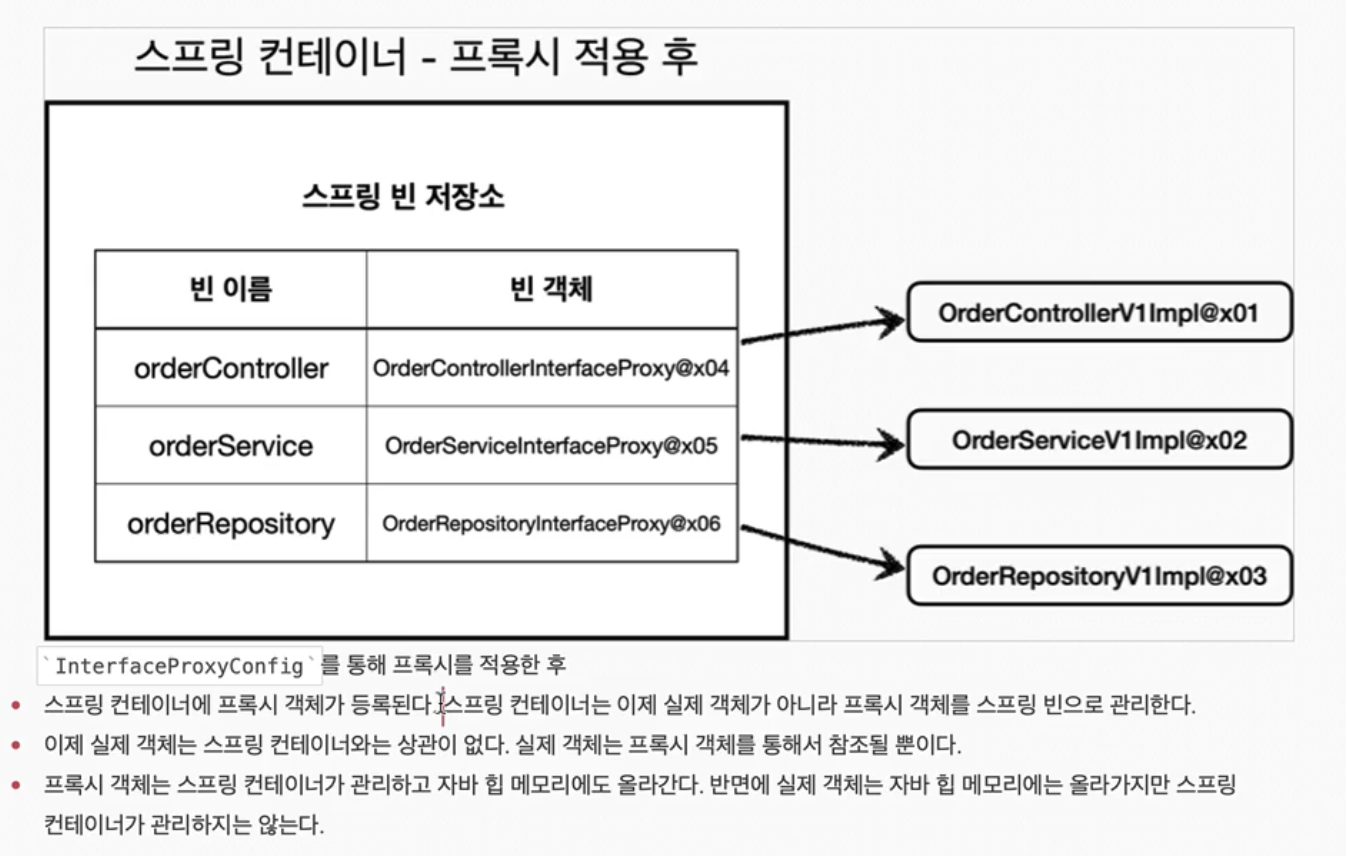 스프링 컨테이너 - 프록시 적용 후
스프링 빈 저장소
빈 이름 빈 객체
orderController OrderControllerInterfaceProxy@x04
orderService OrderServiceInterfaceProxy@x05
orderRepository OrderRepositoryInterfaceProxy@x06
OrderControllerV1Impl@x01
OrderServiceV1Impl@x02
OrderRepositoryV1Impl@x03
`InterfaceProxyConfig`를 통해 프록시를 적용한 후
스프링 컨테이너에 프록시 객체가 등록된다. 스프링 컨테이너는 이제 실제 객체가 아니라 프록시 객체를 스프링 빈으로 관리한다.
이제 실제 객체는 스프링 컨테이너와는 상관이 없다. 실제 객체는 프록시 객체를 통해서 참조될 뿐이다.
프록시 객체는 스프링 컨테이너가 관리하고 자바 힙 메모리에도 올라간다. 반면에 실제 객체는 자바 힙 메모리에는 올라가지만 스프링
컨테이너가 관리하지는 않는다.